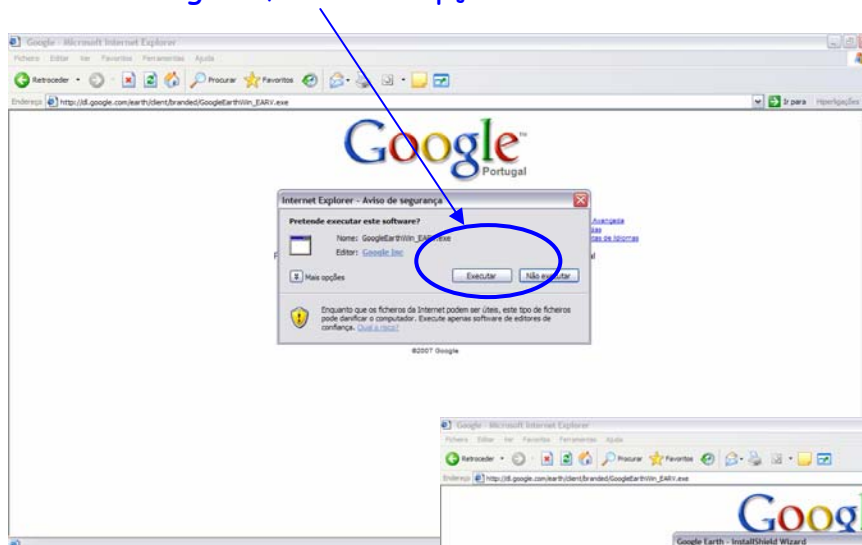 Google - Microsoft Internet Explorer
Ficheiro Editar Ver Favoritos Ferramentas Ajuda
Retroceder Procurar Favoritos
Endereço http://dl.google.com/earth/client/branded/GoogleEarthWin_EARV.exe Ir para Hiperligações
Google™
Portugal
Internet Explorer - Aviso de segurança
Pretende executar este software?
Nome: GoogleEarthWin_EARV.exe
Editor: Google Inc
Mais opções Executar Não executar
Avançada
Enquanto que os ficheiros da Internet podem ser úteis, este tipo de ficheiros
pode danificar o computador. Execute apenas software de editores de
confiança. Qual o risco?
©2007 Google
Google - Microsoft Internet Explorer
Ficheiro Editar Ver Favoritos Ferramentas Ajuda
Retroceder Procurar Favoritos
Endereço http://dl.google.com/earth/client/branded/GoogleEarthWin_EARV.exe
Googl
Google Earth - InstallShield Wizard